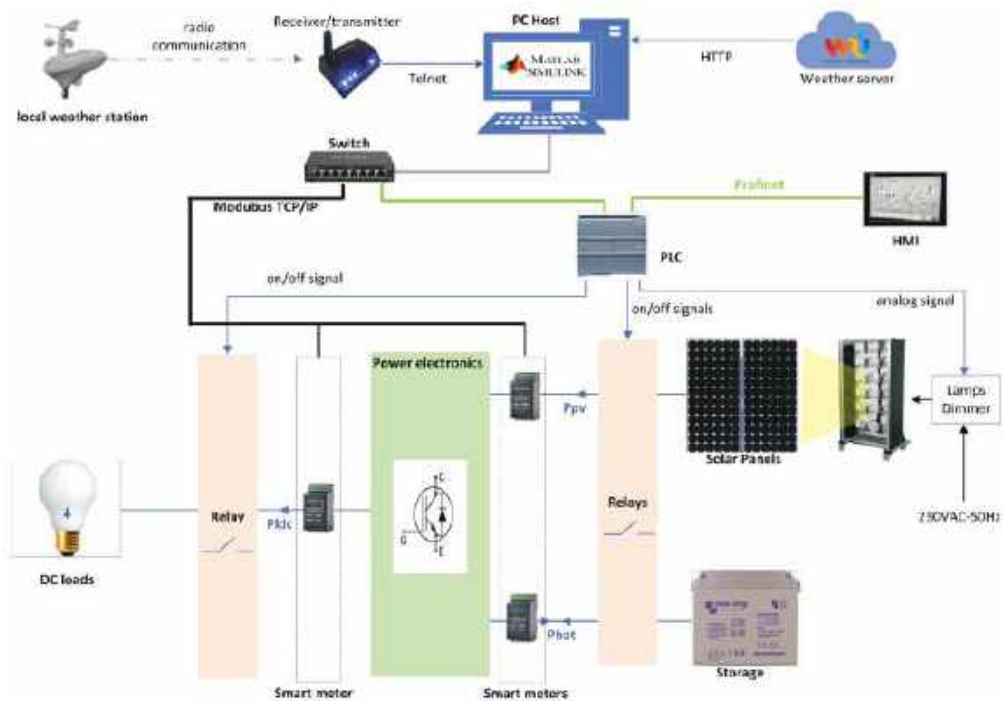 radio
communication
Receiver/transmitter
PC Host
Telnet
MATLAB
SIMULINK
HTTP
WU
Weather server
local weather station
Switch
Modubus TCP/IP
Profinet
HMI
PLC
on/off signal
on/off signals
analog signal
Power electronics
Ppv
Solar Panels
Lamps
Dimmer
230VAC-50Hz
4
DC loads
Relay
Pldc
C
G
E
Relays
Pbat
Storage
Smart meter
Smart meters